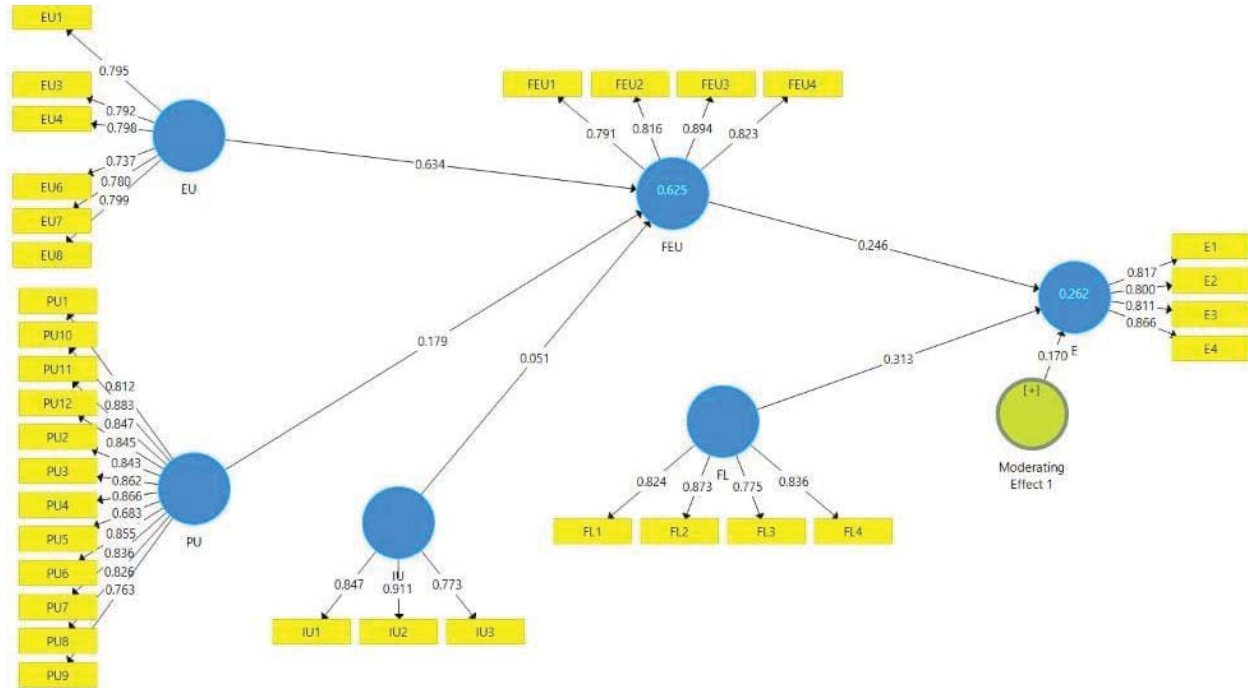 EU1
0.795
EU3
0.792
EU4
0.798
0.737
EU6
0.780
EU7
0.799
EU8
EU
0.634
FEU1
FEU2
FEU3
FEU4
0.791
0.816
0.894
0.823
0.625
FEU
0.246
E1
0.817
E2
0.800
0.262
0.811
E3
0.866
E4
E
0.170
[+]
Moderating
Effect 1
PU1
PU10
PU11
PU12
PU2
PU3
PU4
PU5
PU6
PU7
PU8
PU9
0.812
0.883
0.847
0.845
0.843
0.862
0.866
0.683
0.855
0.836
0.826
0.763
PU
0.179
0.051
0.313
FL
0.824
0.873
0.775
0.836
FL1
FL2
FL3
FL4
IU
0.847
0.911
0.773
IU1
IU2
IU3